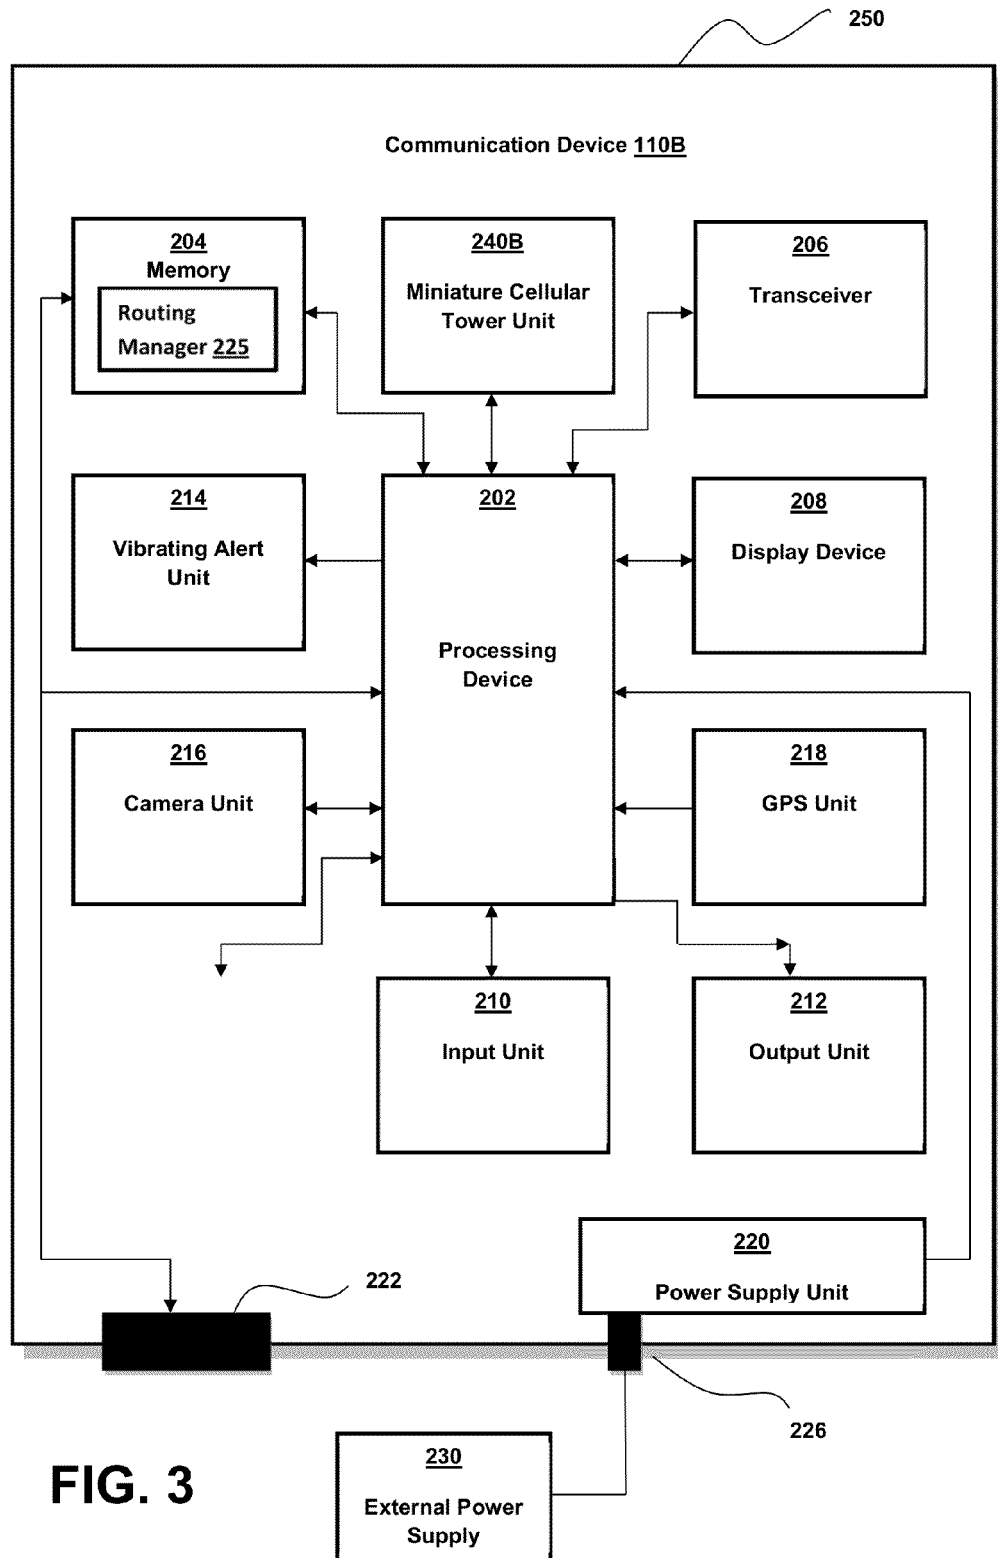 250
Communication Device 110B
204
Memory
Routing
Manager 225
240B
Miniature Cellular
Tower Unit
206
Transceiver
214
Vibrating Alert
Unit
202
Processing
Device
208
Display Device
216
Camera Unit
218
GPS Unit
210
Input Unit
212
Output Unit
220
Power Supply Unit
222
226
230
External Power
Supply
FIG. 3